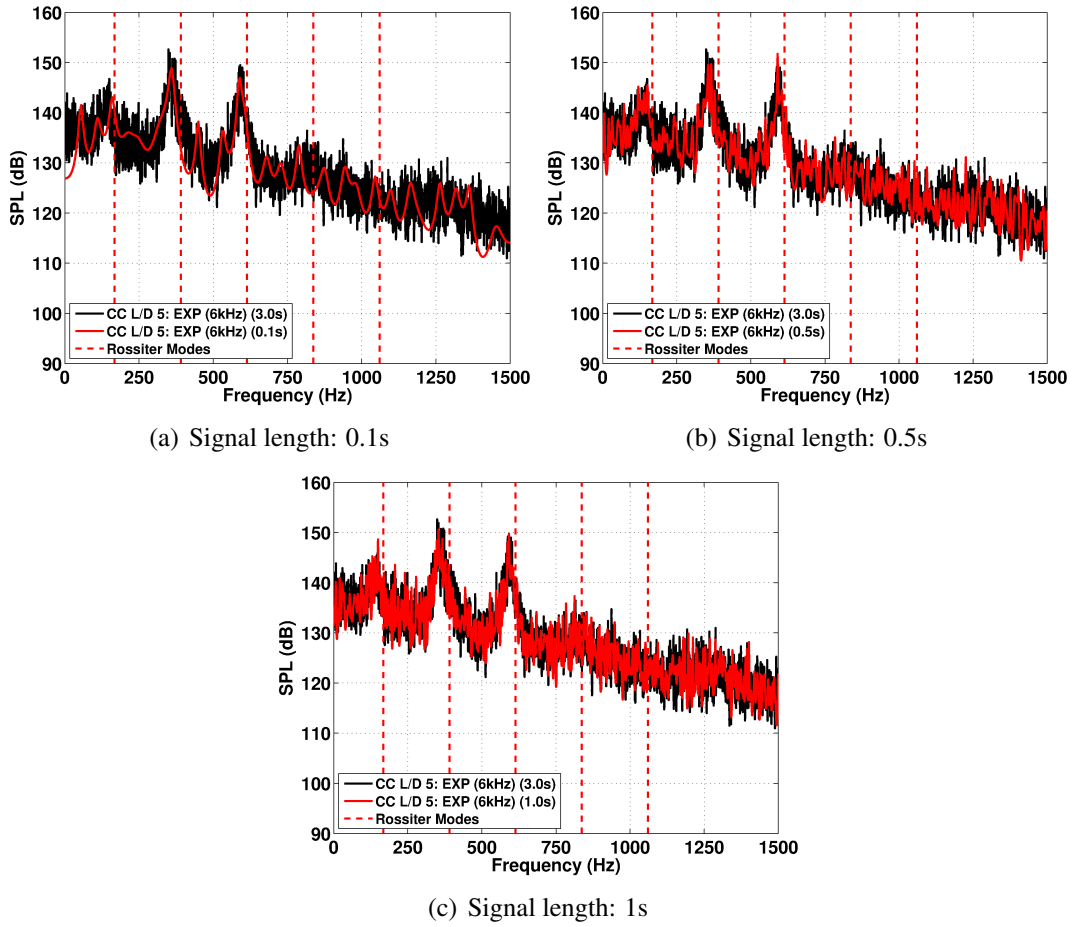 160
150
140
130
120
110
100
90
SPL (dB)
CC L/D 5: EXP (6kHz) (3.0s)
CC L/D 5: EXP (6kHz) (0.1s)
Rossiter Modes
0 250 500 750 1000 1250 1500
Frequency (Hz)
(a) Signal length: 0.1s
160
150
140
130
120
110
100
90
SPL (dB)
CC L/D 5: EXP (6kHz) (3.0s)
CC L/D 5: EXP (6kHz) (0.5s)
Rossiter Modes
0 250 500 750 1000 1250 1500
Frequency (Hz)
(b) Signal length: 0.5s
160
150
140
130
120
110
100
90
SPL (dB)
CC L/D 5: EXP (6kHz) (3.0s)
CC L/D 5: EXP (6kHz) (1.0s)
Rossiter Modes
0 250 500 750 1000 1250 1500
Frequency (Hz)
(c) Signal length: 1s